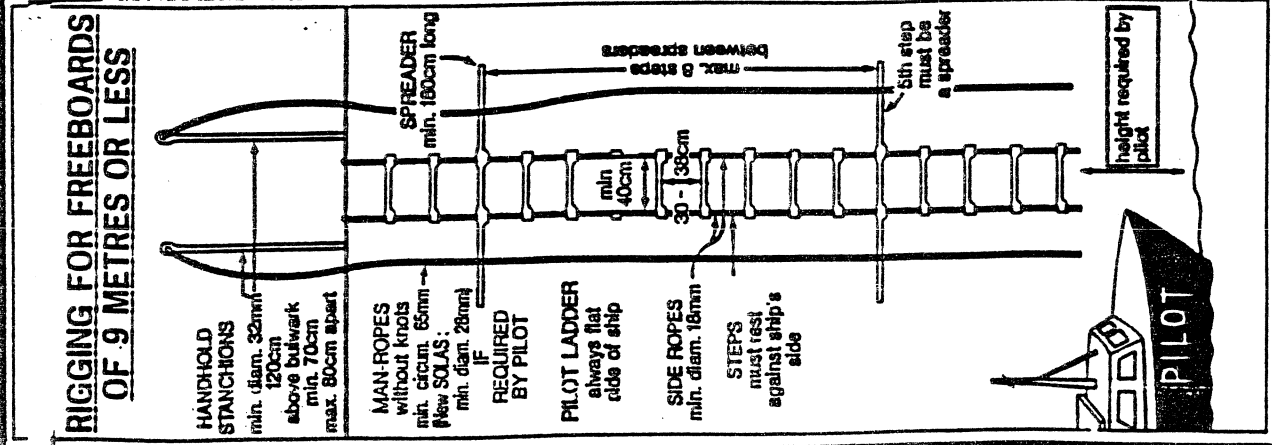 RIGGING FOR FREEBOARDS
OF 9 METRES OR LESS
HANDHOLD
STANCHIONS
min. diam. 32mm
120cm
above bulwark
min. 70cm
max. 80cm apart
MAN-ROPES
without knots
min. circum. 65mm
(New SOLAS:
min. diam. 28mm)
IF
REQUIRED
BY PILOT
PILOT LADDER
always flat
side of ship
SIDE ROPES
min. diam. 18mm
STEPS
must rest
against ship's
side
min
40cm
30 - 38cm
SPREADER
min. 180cm long
max. 8 steps
between spreaders
5th step
must be
a spreader
height required by
pilot
PILOT